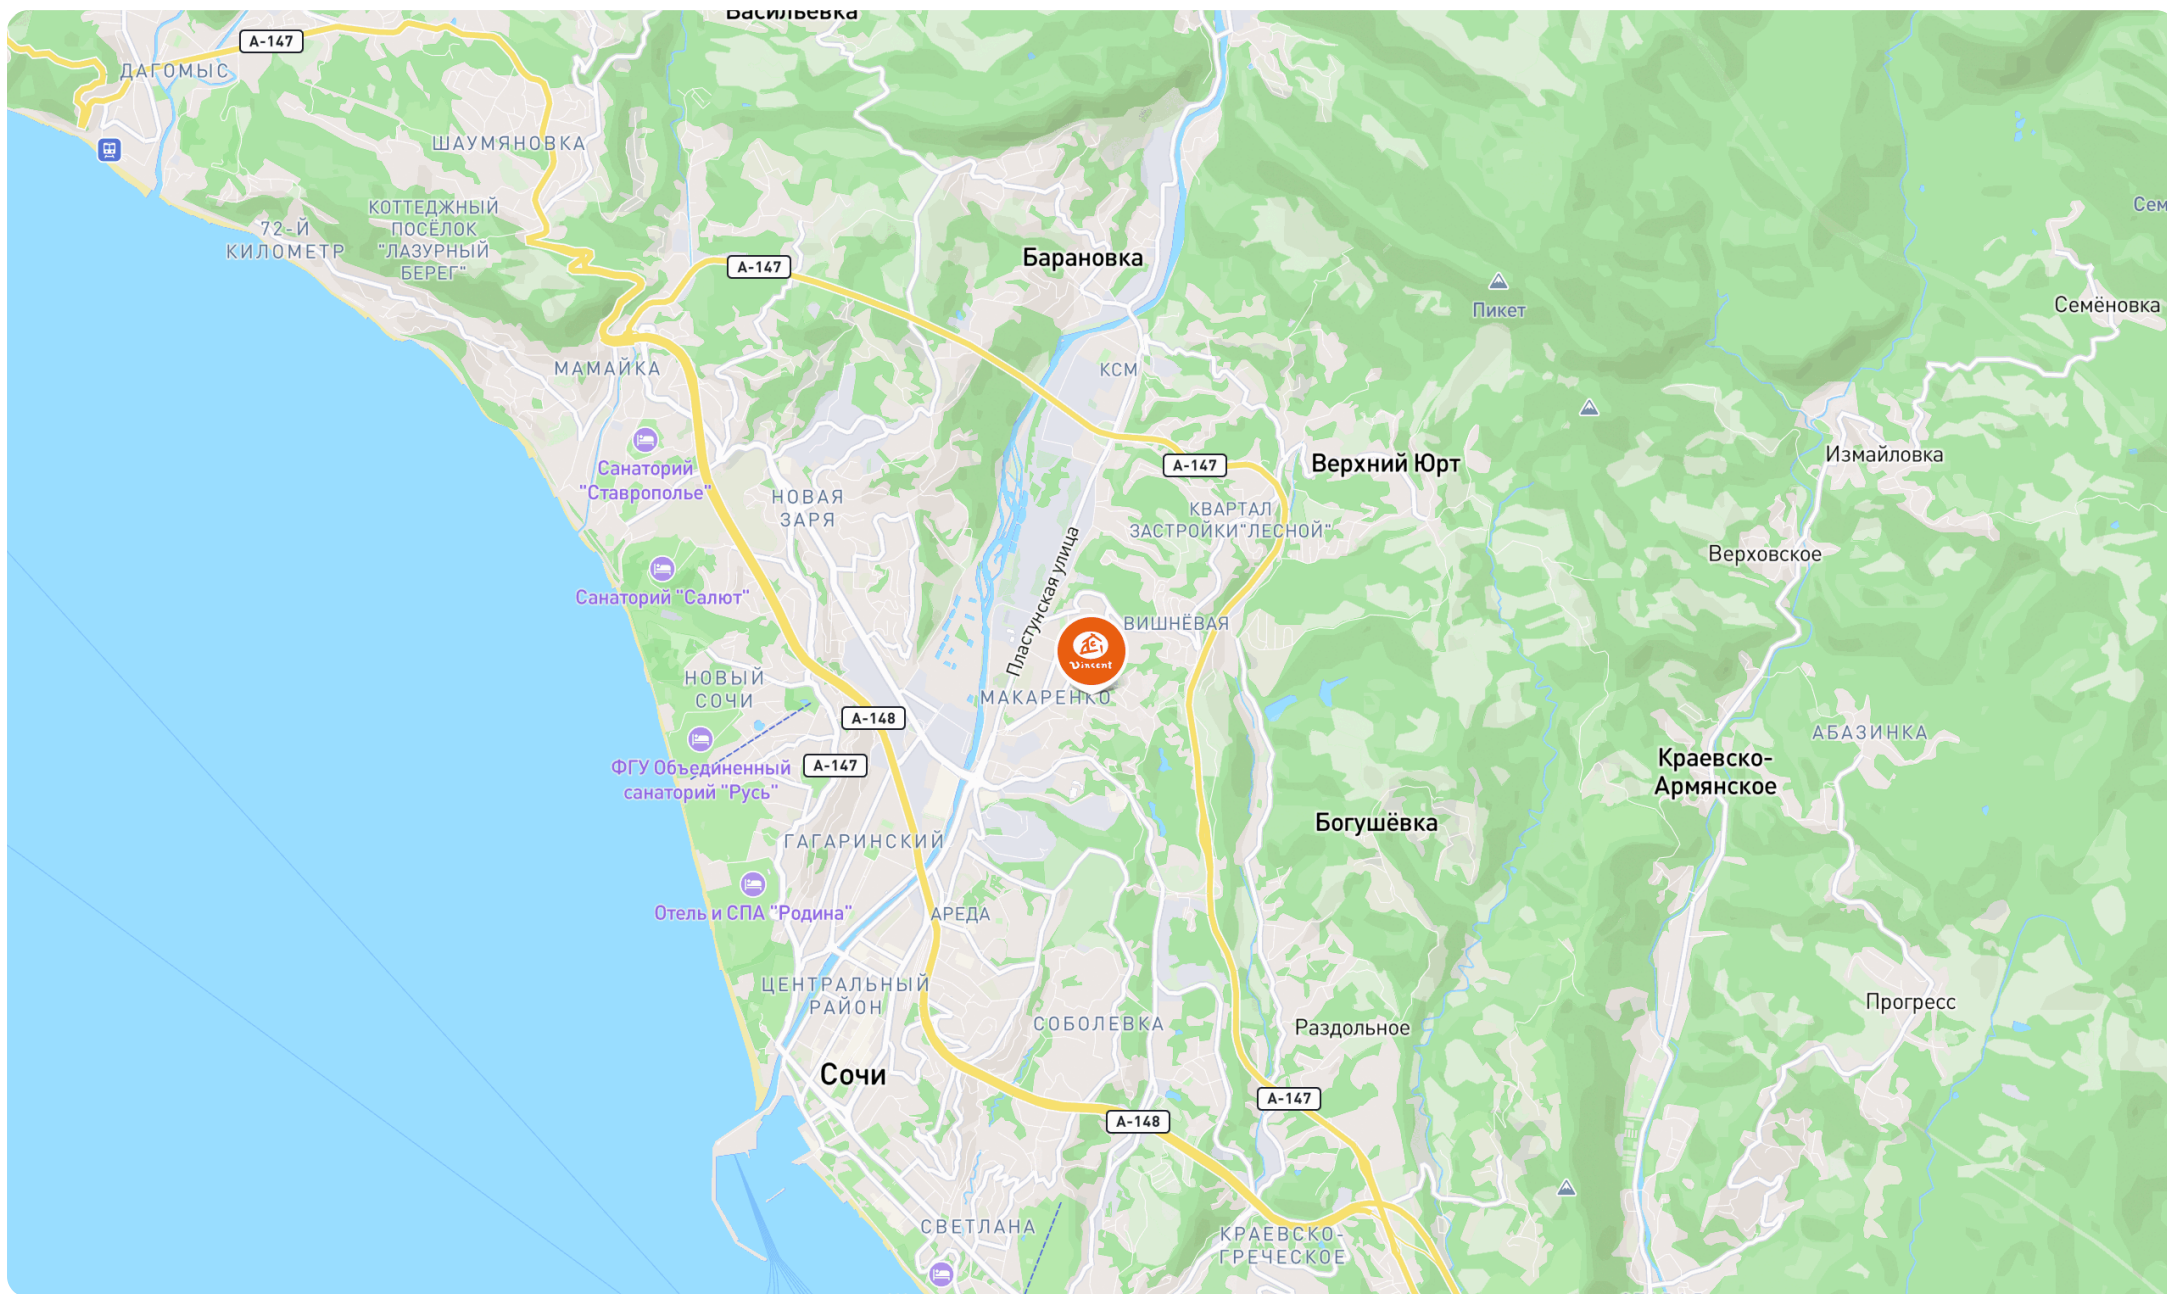 Васильевка
А-147
ДАГОМЫС
ШАУМЯНОВКА
КОТТЕДЖНЫЙ
ПОСЁЛОК
"ЛАЗУРНЫЙ
БЕРЕГ"
72-Й
КИЛОМЕТР
А-147
Барановка
Сем
Пикет
Семёновка
МАМАЙКА
КСМ
Санаторий
"Ставрополье"
НОВАЯ
ЗАРЯ
А-147
Верхний Юрт
Измайловка
КВАРТАЛ
ЗАСТРОЙКИ"ЛЕСНОЙ"
Верховское
Пластунская улица
Санаторий "Салют"
ВИШНЁВАЯ
Vincent
МАКАРЕНКО
НОВЫЙ
СОЧИ
А-148
А-147
ФГУ Объединенный
санаторий "Русь"
АБАЗИНКА
Краевско-
Армянское
Богушёвка
ГАГАРИНСКИЙ
Отель и СПА "Родина"
АРЕДА
ЦЕНТРАЛЬНЫЙ
РАЙОН
СОБОЛЕВКА
Раздольное
Прогресс
Сочи
А-147
А-148
СВЕТЛАНА
КРАЕВСКО-
ГРЕЧЕСКОЕ